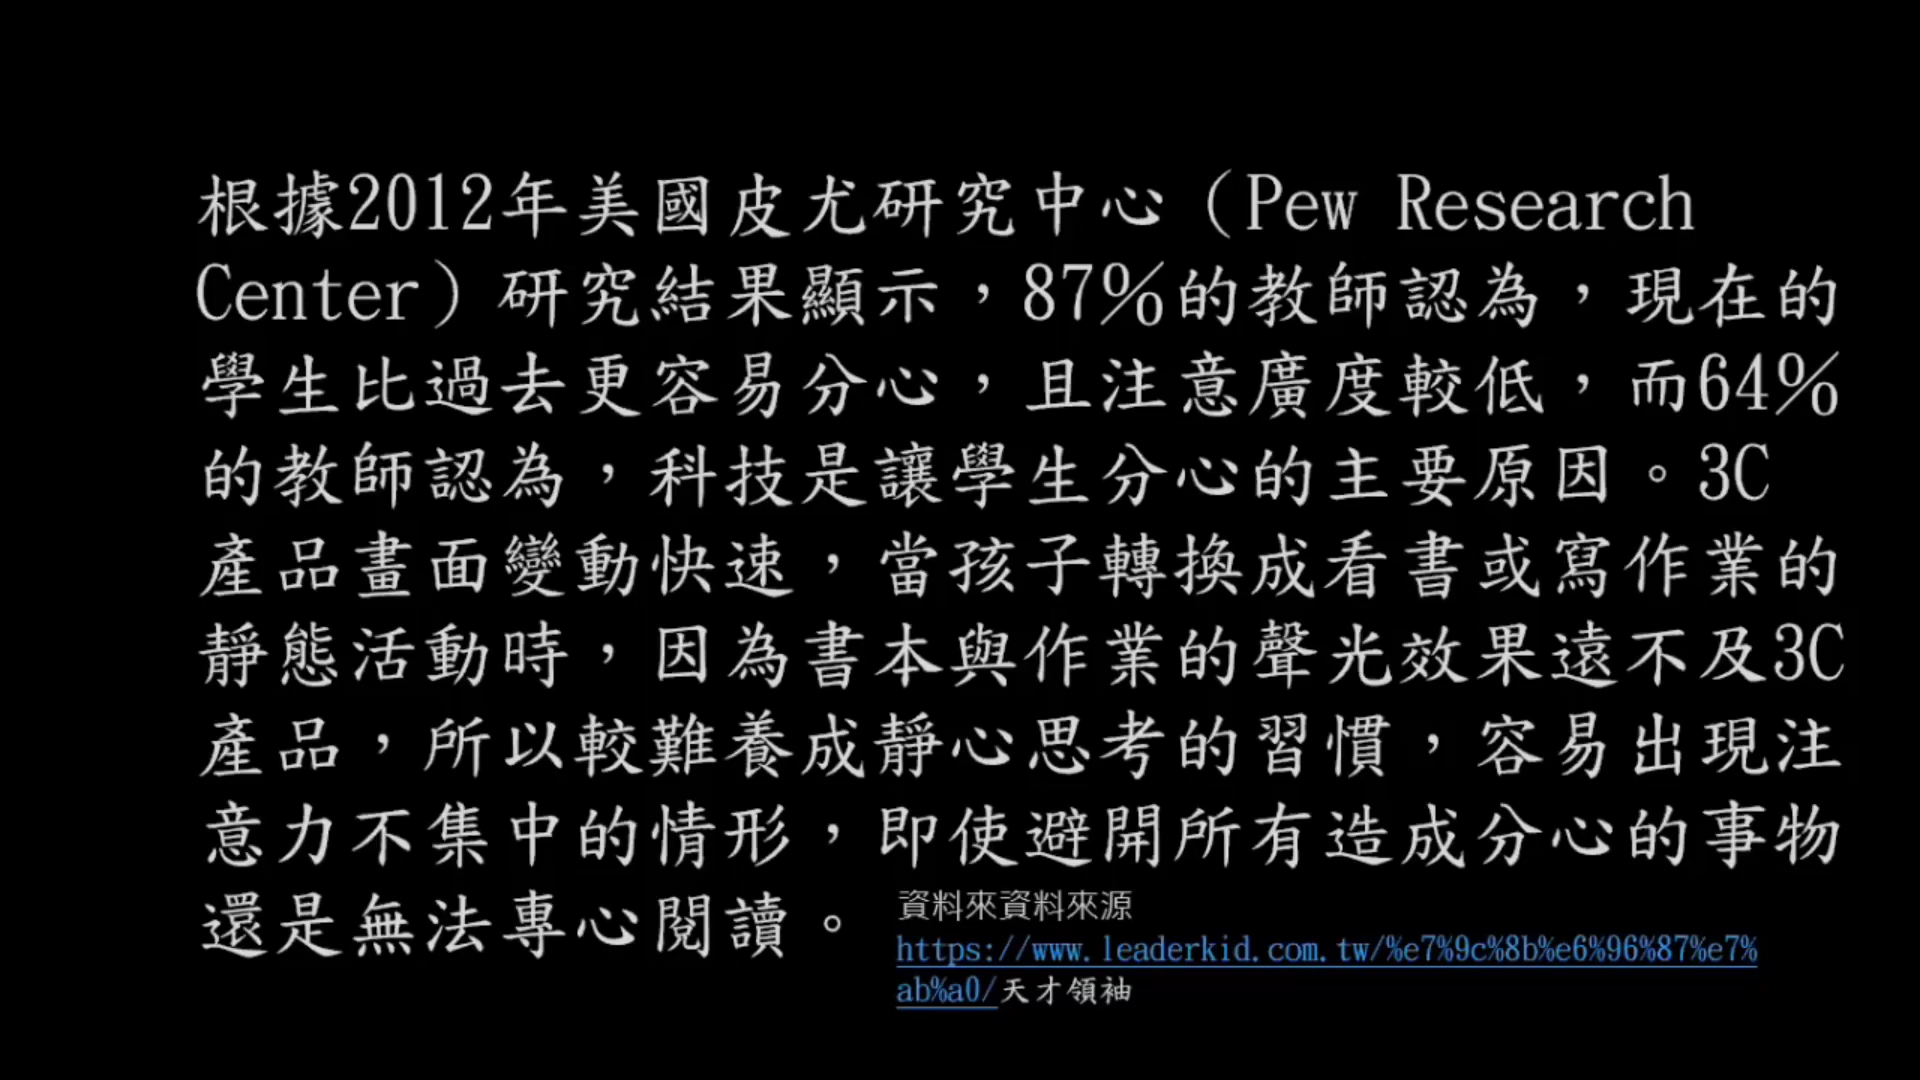 根據2012年美國皮尤研究中心（Pew Research
Center）研究結果顯示，87%的教師認為，現在的
學生比過去更容易分心，且注意廣度較低，而64%
的教師認為，科技是讓學生分心的主要原因。3C
產品畫面變動快速，當孩子轉換成看書或寫作業的
靜態活動時，因為書本與作業的聲光效果遠不及3C
產品，所以較難養成靜心思考的習慣，容易出現注
意力不集中的情形，即使避開所有造成分心的事物
還是無法專心閱讀。
資料來資料來源
https://www.leaderkid.com.tw/%e7%9c%8b%e6%96%87%e7%
ab%a0/天才領袖